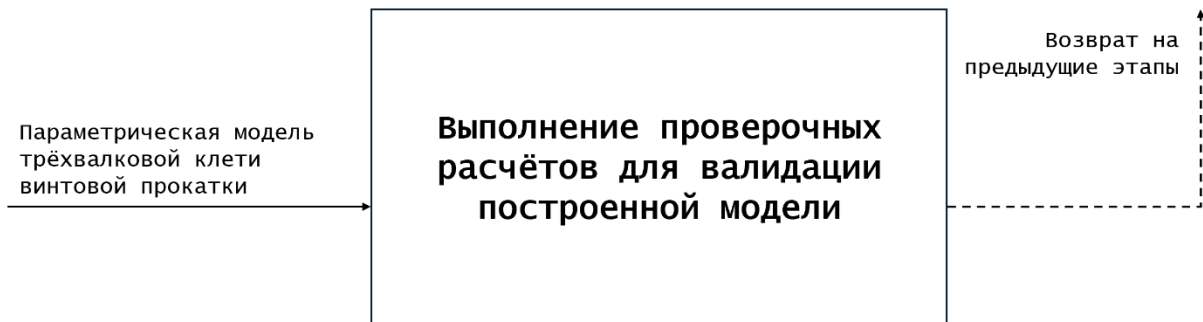 Возврат на
предыдущие этапы
Параметрическая модель
трёхвалковой клети
винтовой прокатки
Выполнение проверочных
расчётов для валидации
построенной модели